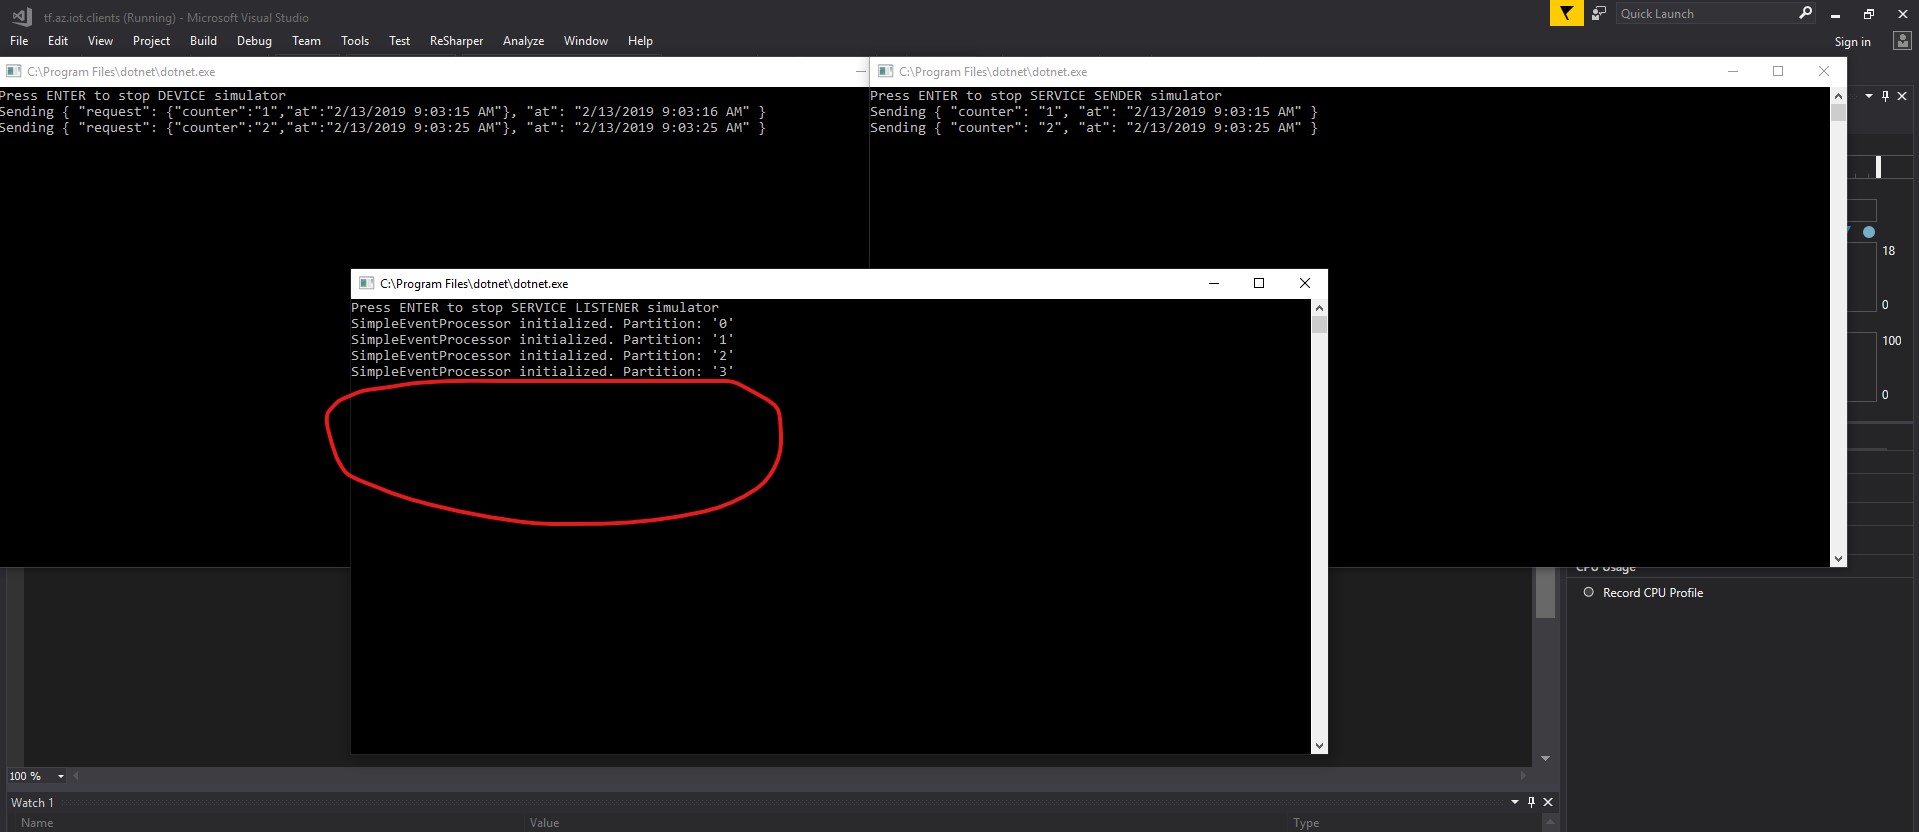 tf.az.iot.clients (Running) - Microsoft Visual Studio
Quick Launch
File Edit View Project Build Debug Team Tools Test ReSharper Analyze Window Help
Sign in
C:\Program Files\dotnet\dotnet.exe
Press ENTER to stop DEVICE simulator
Sending { "request": {"counter":"1","at":"2/13/2019 9:03:15 AM"}, "at": "2/13/2019 9:03:16 AM" }
Sending { "request": {"counter":"2","at":"2/13/2019 9:03:25 AM"}, "at": "2/13/2019 9:03:25 AM" }
C:\Program Files\dotnet\dotnet.exe
Press ENTER to stop SERVICE SENDER simulator
Sending { "counter": "1", "at": "2/13/2019 9:03:15 AM" }
Sending { "counter": "2", "at": "2/13/2019 9:03:25 AM" }
C:\Program Files\dotnet\dotnet.exe
Press ENTER to stop SERVICE LISTENER simulator
SimpleEventProcessor initialized. Partition: '0'
SimpleEventProcessor initialized. Partition: '1'
SimpleEventProcessor initialized. Partition: '2'
SimpleEventProcessor initialized. Partition: '3'
18
0
100
0
CPU Usage
Record CPU Profile
100 %
Watch 1
Name Value Type